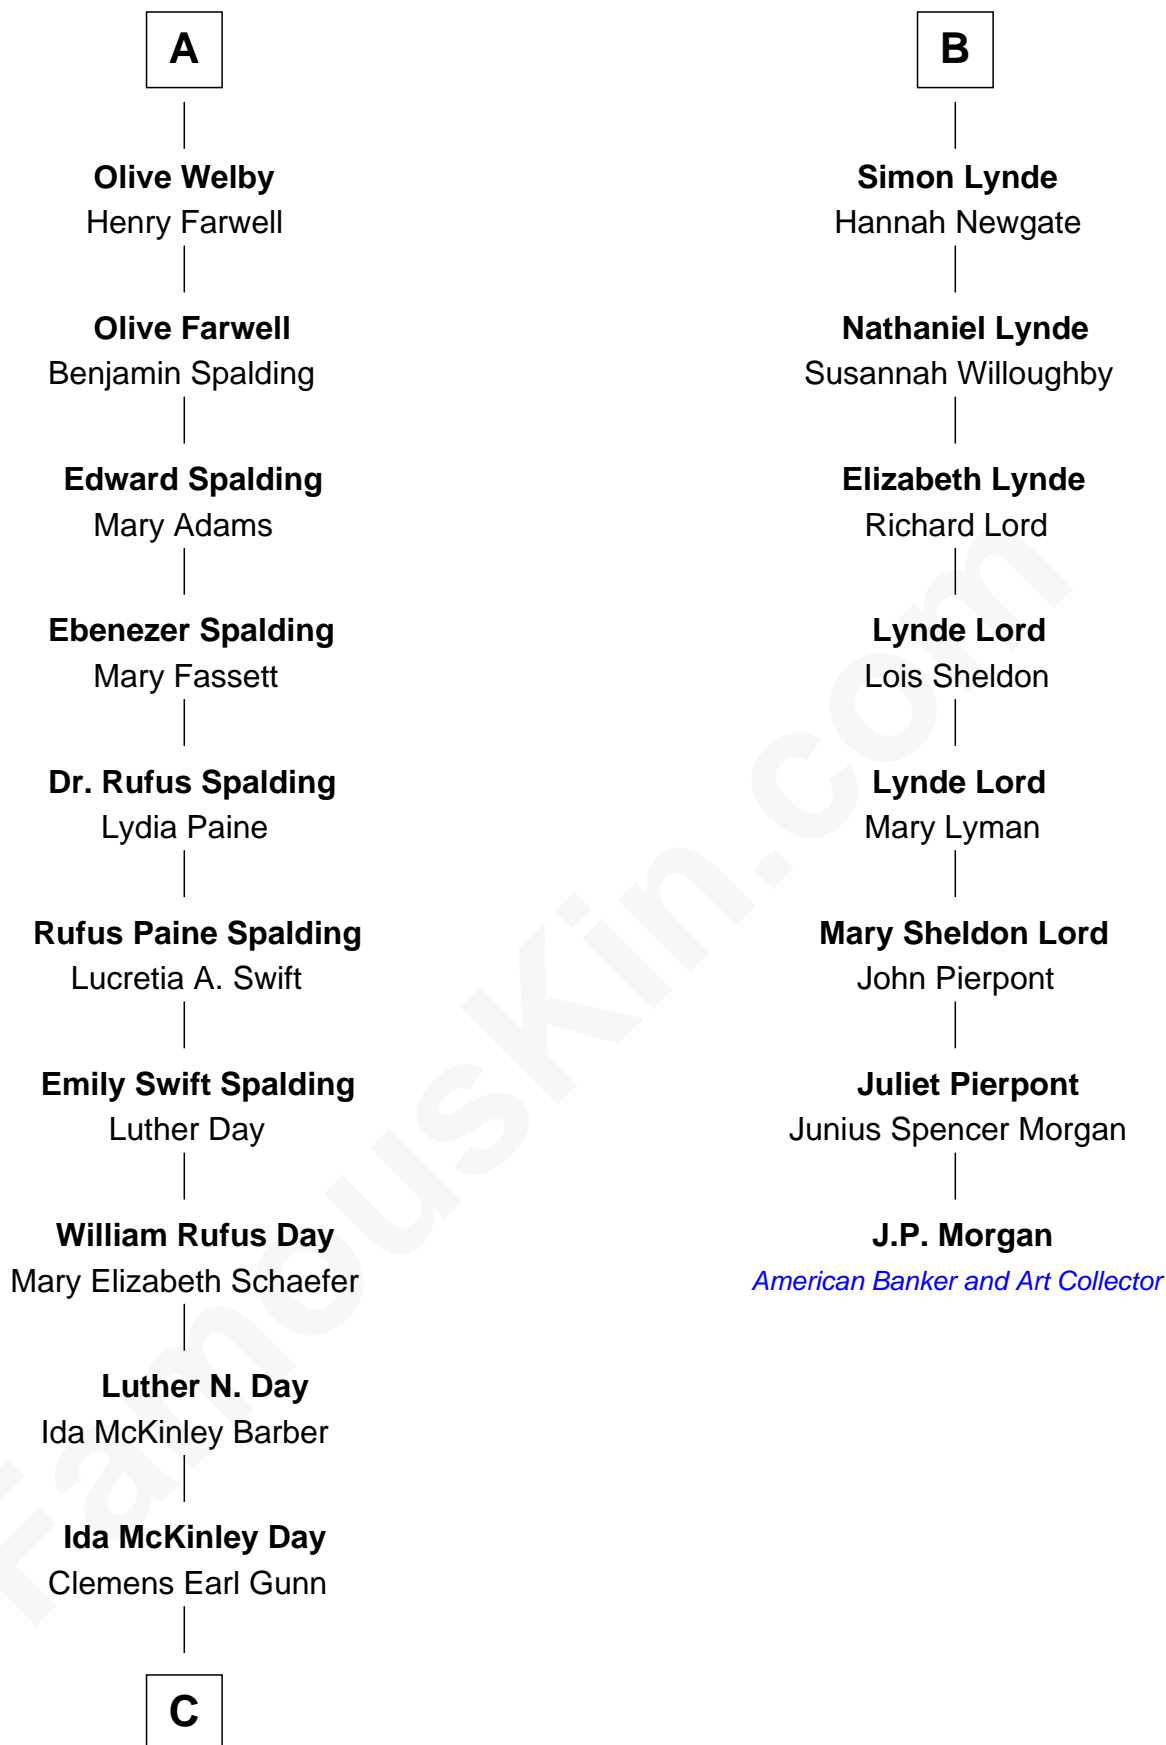 A
Olive Welby
Henry Farwell
Olive Farwell
Benjamin Spalding
Edward Spalding
Mary Adams
Ebenezer Spalding
Mary Fassett
Dr. Rufus Spalding
Lydia Paine
Rufus Paine Spalding
Lucretia A. Swift
Emily Swift Spalding
Luther Day
William Rufus Day
Mary Elizabeth Schaefer
Luther N. Day
Ida McKinley Barber
Ida McKinley Day
Clemens Earl Gunn
C
B
Simon Lynde
Hannah Newgate
Nathaniel Lynde
Susannah Willoughby
Elizabeth Lynde
Richard Lord
Lynde Lord
Lois Sheldon
Lynde Lord
Mary Lyman
Mary Sheldon Lord
John Pierpont
Juliet Pierpont
Junius Spencer Morgan
J.P. Morgan
American Banker and Art Collector
FamousKin.com